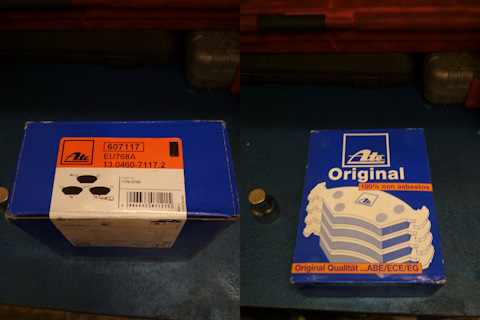 607117
Ate
EU768A
13.0460-7117.2
Ate
Original
100% non asbestos
Original Qualität ...ABE/ECE/EG